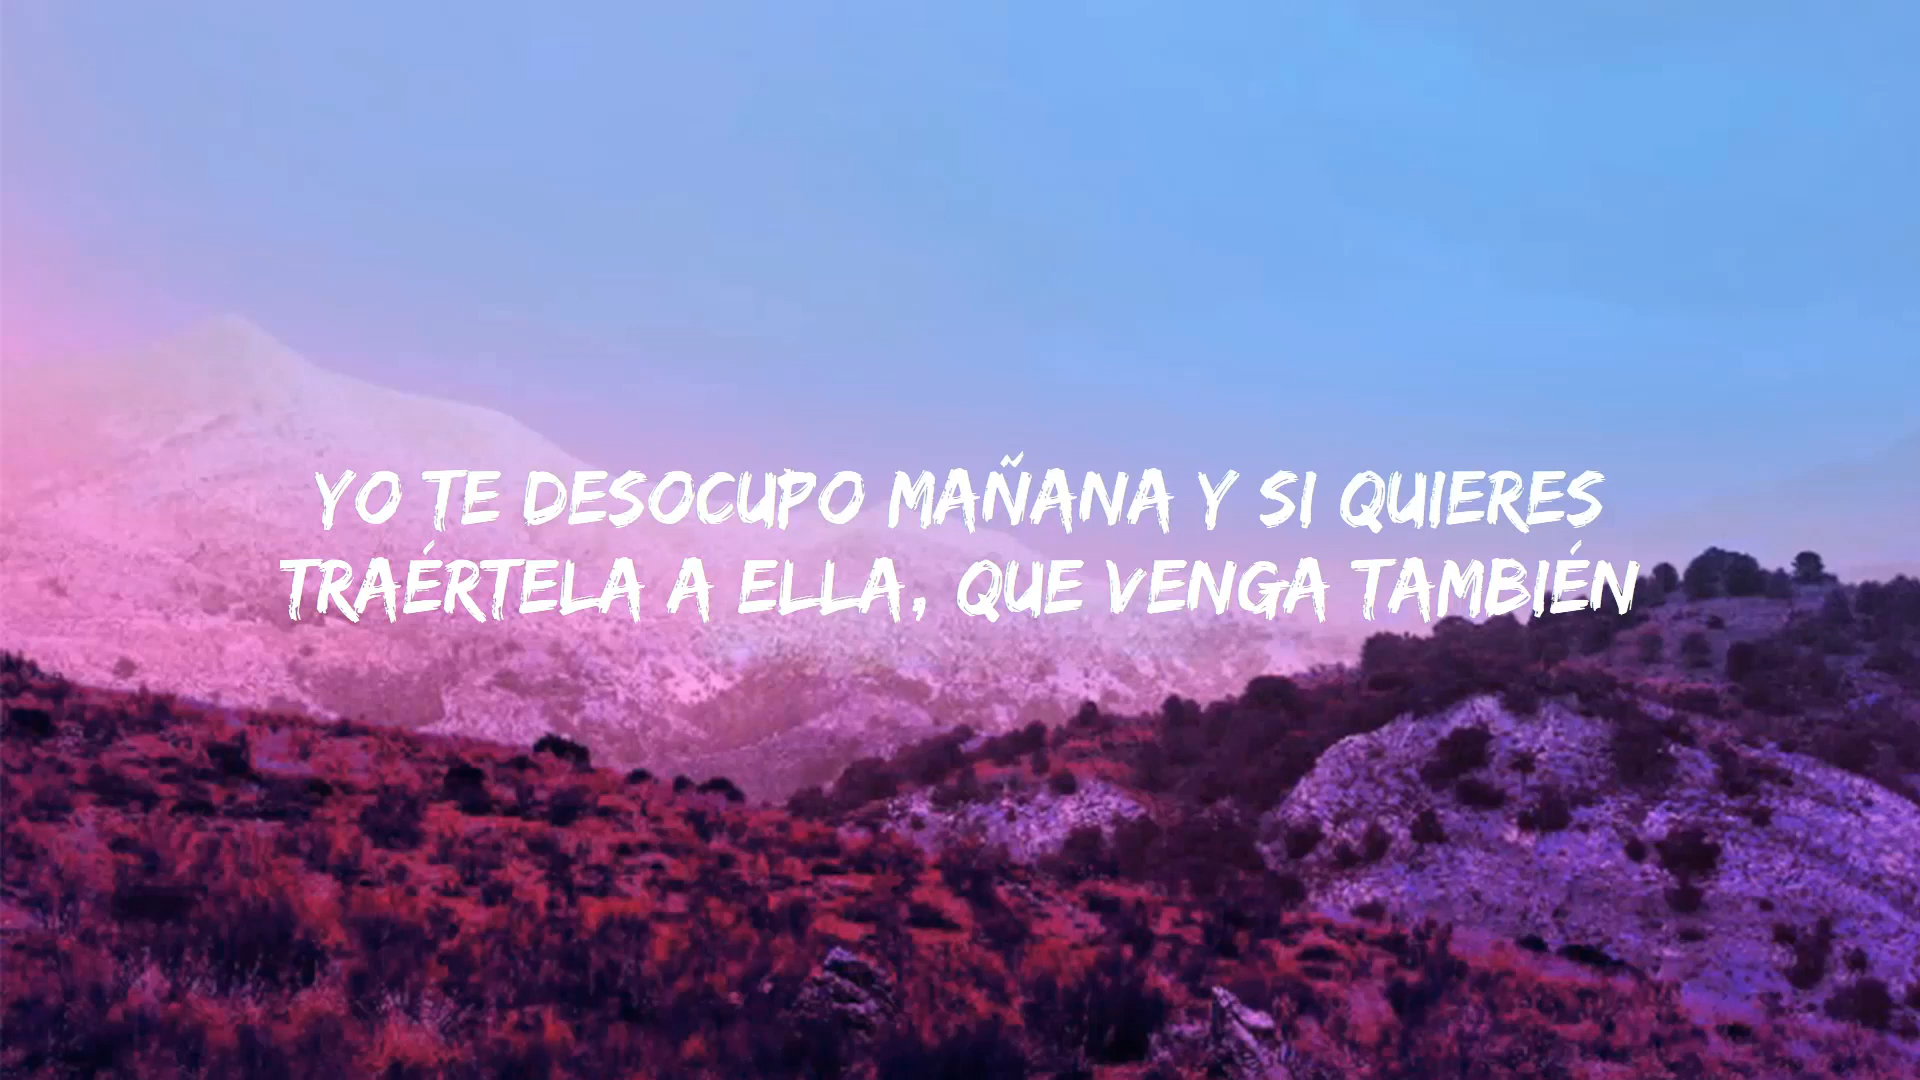 YO TE DESOCUPO MAÑANA Y SI QUIERES
TRAÉRTELA A ELLA, QUE VENGA TAMBIÉN